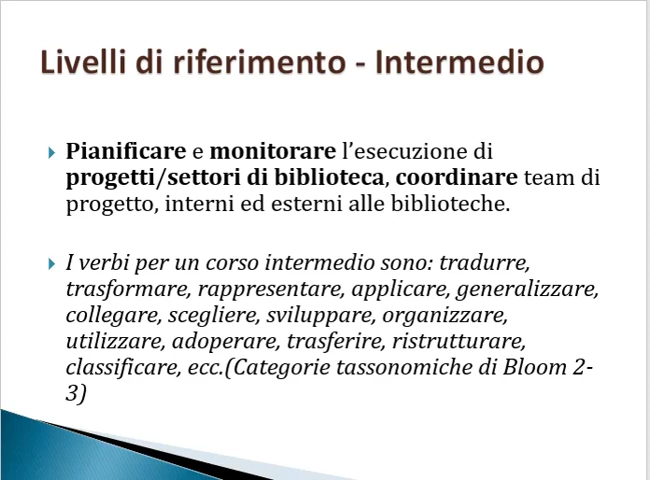 Livelli di riferimento - Intermedio
Pianificare e monitorare l’esecuzione di
progetti/settori di biblioteca, coordinare team di
progetto, interni ed esterni alle biblioteche.
I verbi per un corso intermedio sono: tradurre,
trasformare, rappresentare, applicare, generalizzare,
collegare, scegliere, sviluppare, organizzare,
utilizzare, adoperare, trasferire, ristrutturare,
classificare, ecc.(Categorie tassonomiche di Bloom 2-
3)